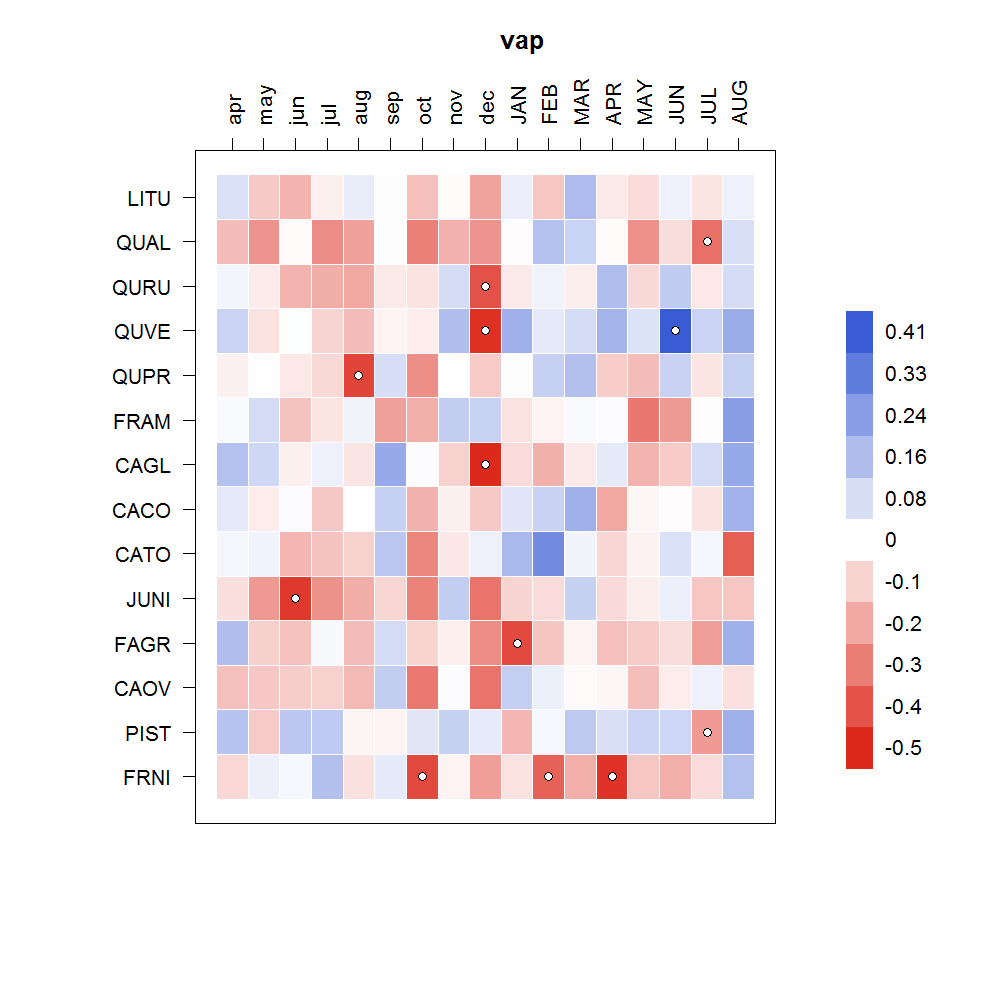 vap
apr may jun jul aug sep oct nov dec JAN FEB MAR APR MAY JUN JUL AUG
LITU
QUAL
QURU
QUVE
QUPR
FRAM
CAGL
CACO
CATO
JUNI
FAGR
CAOV
PIST
FRNI
0.41
0.33
0.24
0.16
0.08
0
-0.1
-0.2
-0.3
-0.4
-0.5